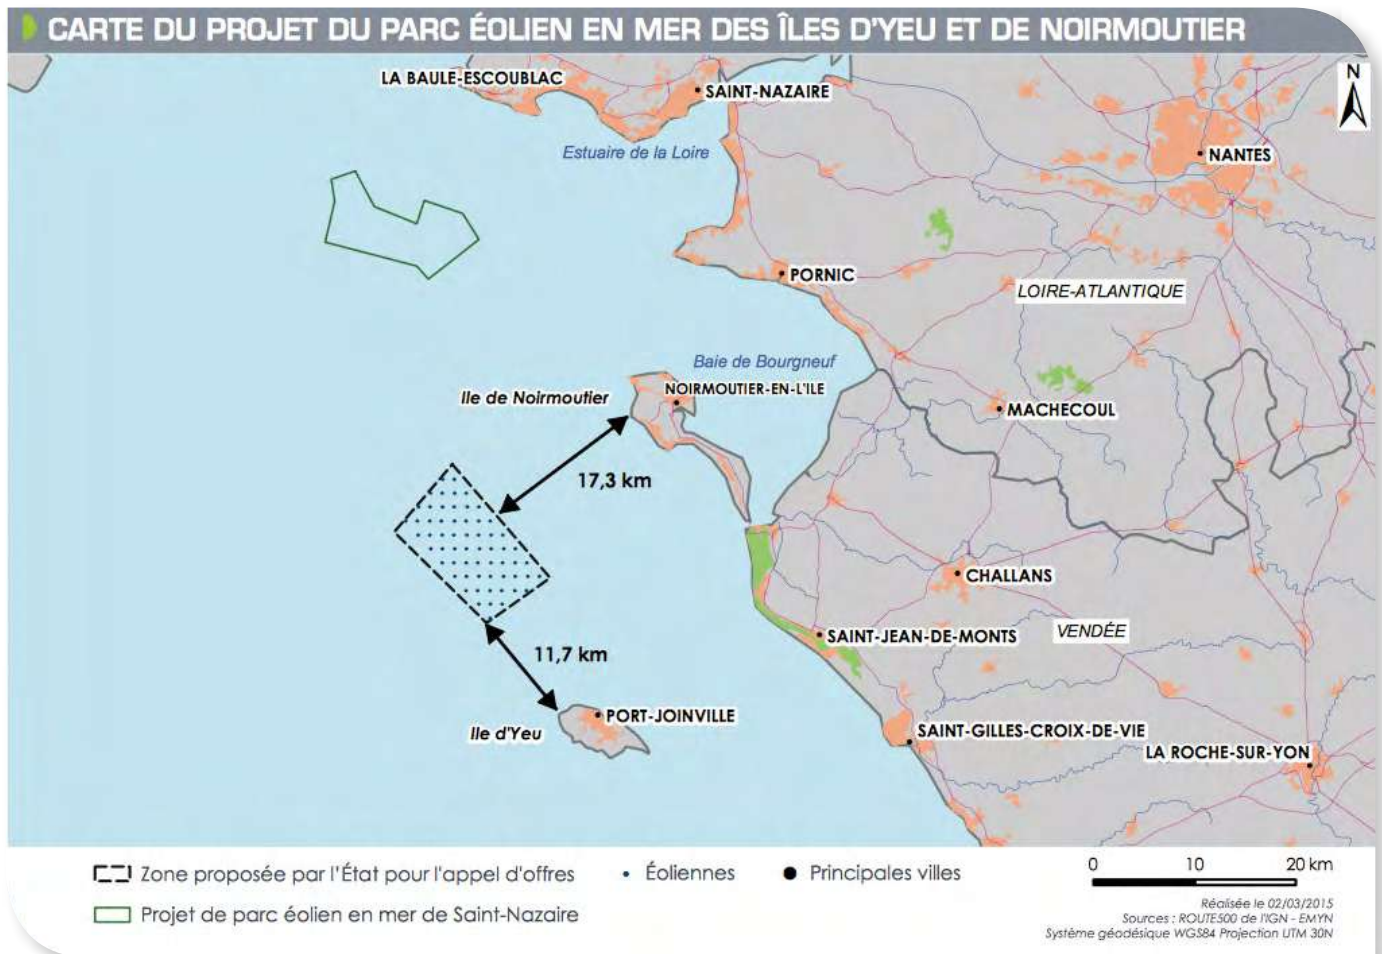 CARTE DU PROJET DU PARC ÉOLIEN EN MER DES ÎLES D'YEU ET DE NOIRMOUTIER
LA BAULE-ESCOUBLAC
SAINT-NAZAIRE
N
Estuaire de la Loire
NANTES
PORNIC
LOIRE-ATLANTIQUE
Baie de Bourgneuf
Ile de Noirmoutier
NOIRMOUTIER-EN-L'ILE
MACHECOUL
17,3 km
CHALLANS
SAINT-JEAN-DE-MONTS
VENDÉE
11,7 km
PORT-JOINVILLE
Ile d'Yeu
SAINT-GILLES-CROIX-DE-VIE
LA ROCHE-SUR-YON
Zone proposée par l'État pour l'appel d'offres
Éoliennes
Principales villes
0 10 20 km
Projet de parc éolien en mer de Saint-Nazaire
Réalisée le 02/03/2015
Sources : ROUTE500 de l'IGN - EMYN
Système géodésique WGS84 Projection UTM 30N